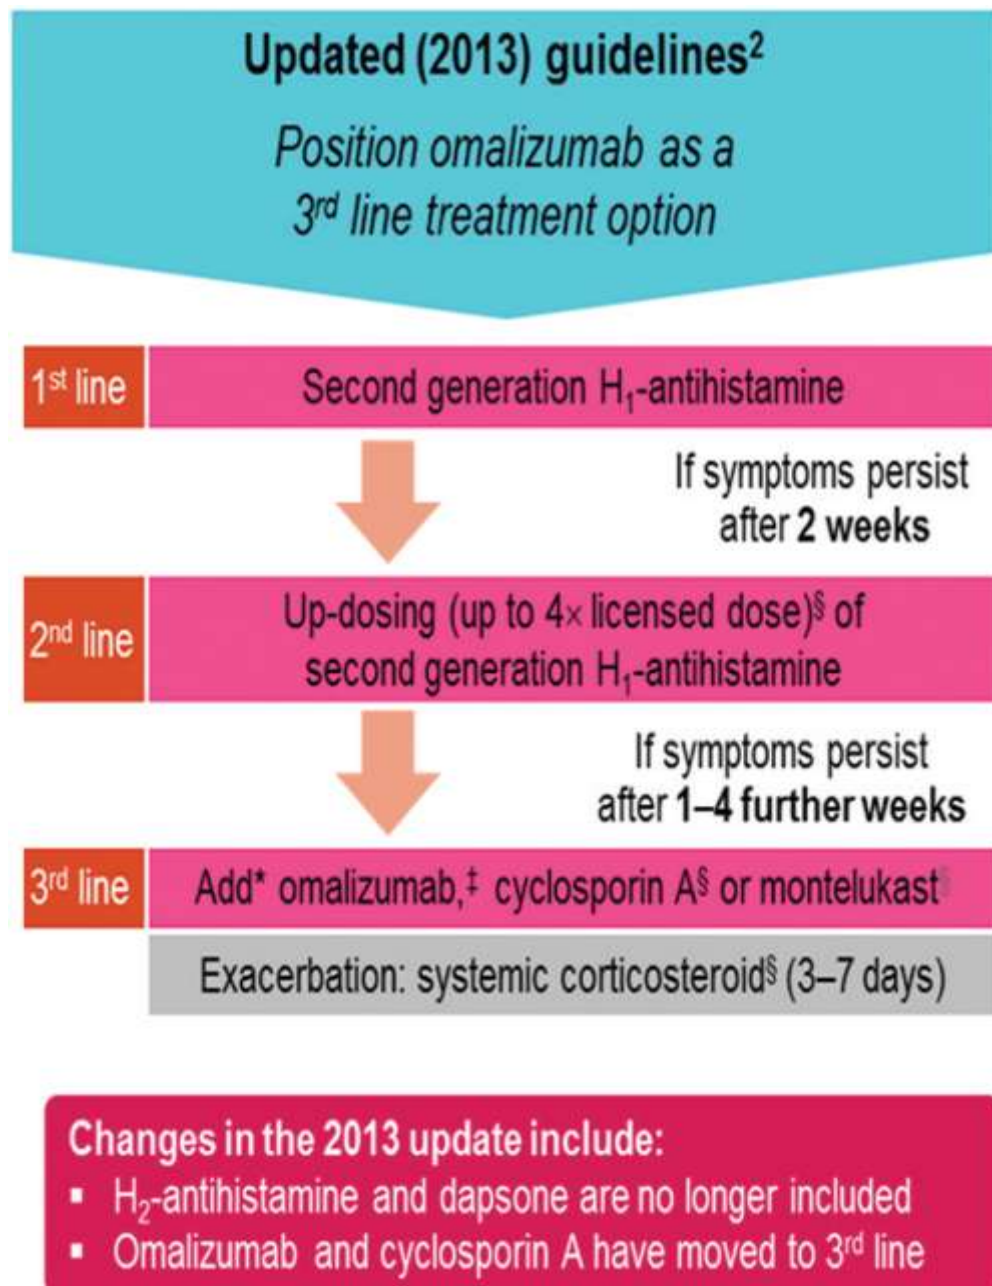 Updated (2013) guidelines²
Position omalizumab as a
3rd line treatment option
1st line
Second generation H₁-antihistamine
If symptoms persist
after 2 weeks
2nd line
Up-dosing (up to 4× licensed dose)§ of
second generation H₁-antihistamine
If symptoms persist
after 1–4 further weeks
3rd line
Add* omalizumab,‡ cyclosporin A§ or montelukast§
Exacerbation: systemic corticosteroid§ (3–7 days)
Changes in the 2013 update include:
▪ H₂-antihistamine and dapsone are no longer included
▪ Omalizumab and cyclosporin A have moved to 3rd line